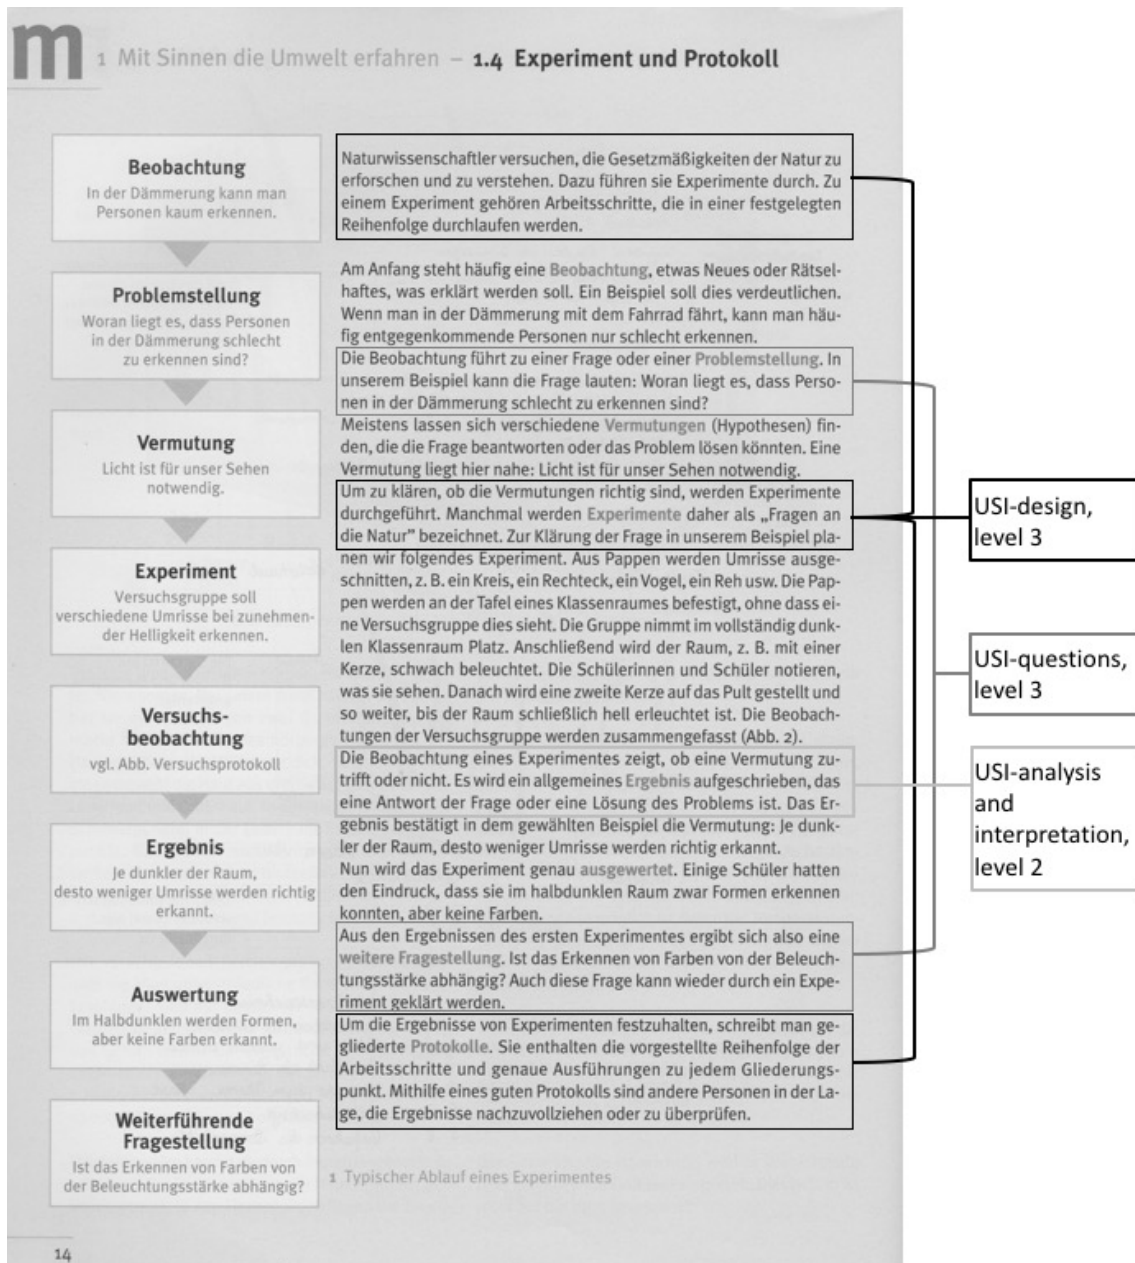 m 1 Mit Sinnen die Umwelt erfahren – 1.4 Experiment und Protokoll
Beobachtung
In der Dämmerung kann man
Personen kaum erkennen.
Problemstellung
Woran liegt es, dass Personen
in der Dämmerung schlecht
zu erkennen sind?
Vermutung
Licht ist für unser Sehen
notwendig.
Experiment
Versuchsgruppe soll
verschiedene Umrisse bei zunehmen-
der Helligkeit erkennen.
Versuchs-
beobachtung
vgl. Abb. Versuchsprotokoll
Ergebnis
Je dunkler der Raum,
desto weniger Umrisse werden richtig
erkannt.
Auswertung
Im Halbdunklen werden Formen,
aber keine Farben erkannt.
Weiterführende
Fragestellung
Ist das Erkennen von Farben von
der Beleuchtungsstärke abhängig?
Naturwissenschaftler versuchen, die Gesetzmäßigkeiten der Natur zu
erforschen und zu verstehen. Dazu führen sie Experimente durch. Zu
einem Experiment gehören Arbeitsschritte, die in einer festgelegten
Reihenfolge durchlaufen werden.
Am Anfang steht häufig eine Beobachtung, etwas Neues oder Rätsel-
haftes, was erklärt werden soll. Ein Beispiel soll dies verdeutlichen.
Wenn man in der Dämmerung mit dem Fahrrad fährt, kann man häu-
fig entgegenkommende Personen nur schlecht erkennen.
Die Beobachtung führt zu einer Frage oder einer Problemstellung. In
unserem Beispiel kann die Frage lauten: Woran liegt es, dass Perso-
nen in der Dämmerung schlecht zu erkennen sind?
Meistens lassen sich verschiedene Vermutungen (Hypothesen) fin-
den, die die Frage beantworten oder das Problem lösen könnten. Eine
Vermutung liegt hier nahe: Licht ist für unser Sehen notwendig.
Um zu klären, ob die Vermutungen richtig sind, werden Experimente
durchgeführt. Manchmal werden Experimente daher als „Fragen an
die Natur” bezeichnet. Zur Klärung der Frage in unserem Beispiel pla-
nen wir folgendes Experiment. Aus Pappen werden Umrisse ausge-
schnitten, z. B. ein Kreis, ein Rechteck, ein Vogel, ein Reh usw. Die Pap-
pen werden an der Tafel eines Klassenraumes befestigt, ohne dass ei-
ne Versuchsgruppe dies sieht. Die Gruppe nimmt im vollständig dunk-
len Klassenraum Platz. Anschließend wird der Raum, z. B. mit einer
Kerze, schwach beleuchtet. Die Schülerinnen und Schüler notieren,
was sie sehen. Danach wird eine zweite Kerze auf das Pult gestellt und
so weiter, bis der Raum schließlich hell erleuchtet ist. Die Beobach-
tungen der Versuchsgruppe werden zusammengefasst (Abb. 2).
Die Beobachtung eines Experimentes zeigt, ob eine Vermutung zu-
trifft oder nicht. Es wird ein allgemeines Ergebnis aufgeschrieben, das
eine Antwort der Frage oder eine Lösung des Problems ist. Das Er-
gebnis bestätigt in dem gewählten Beispiel die Vermutung: Je dunk-
ler der Raum, desto weniger Umrisse werden richtig erkannt.
Nun wird das Experiment genau ausgewertet. Einige Schüler hatten
den Eindruck, dass sie im halbdunklen Raum zwar Formen erkennen
konnten, aber keine Farben.
Aus den Ergebnissen des ersten Experimentes ergibt sich also eine
weitere Fragestellung. Ist das Erkennen von Farben von der Beleuch-
tungsstärke abhängig? Auch diese Frage kann wieder durch ein Expe-
riment geklärt werden.
Um die Ergebnisse von Experimenten festzuhalten, schreibt man ge-
gliederte Protokolle. Sie enthalten die vorgestellte Reihenfolge der
Arbeitsschritte und genaue Ausführungen zu jedem Gliederungs-
punkt. Mithilfe eines guten Protokolls sind andere Personen in der La-
ge, die Ergebnisse nachzuvollziehen oder zu überprüfen.
1 Typischer Ablauf eines Experimentes
14
USI-design,
level 3
USI-questions,
level 3
USI-analysis
and
interpretation,
level 2